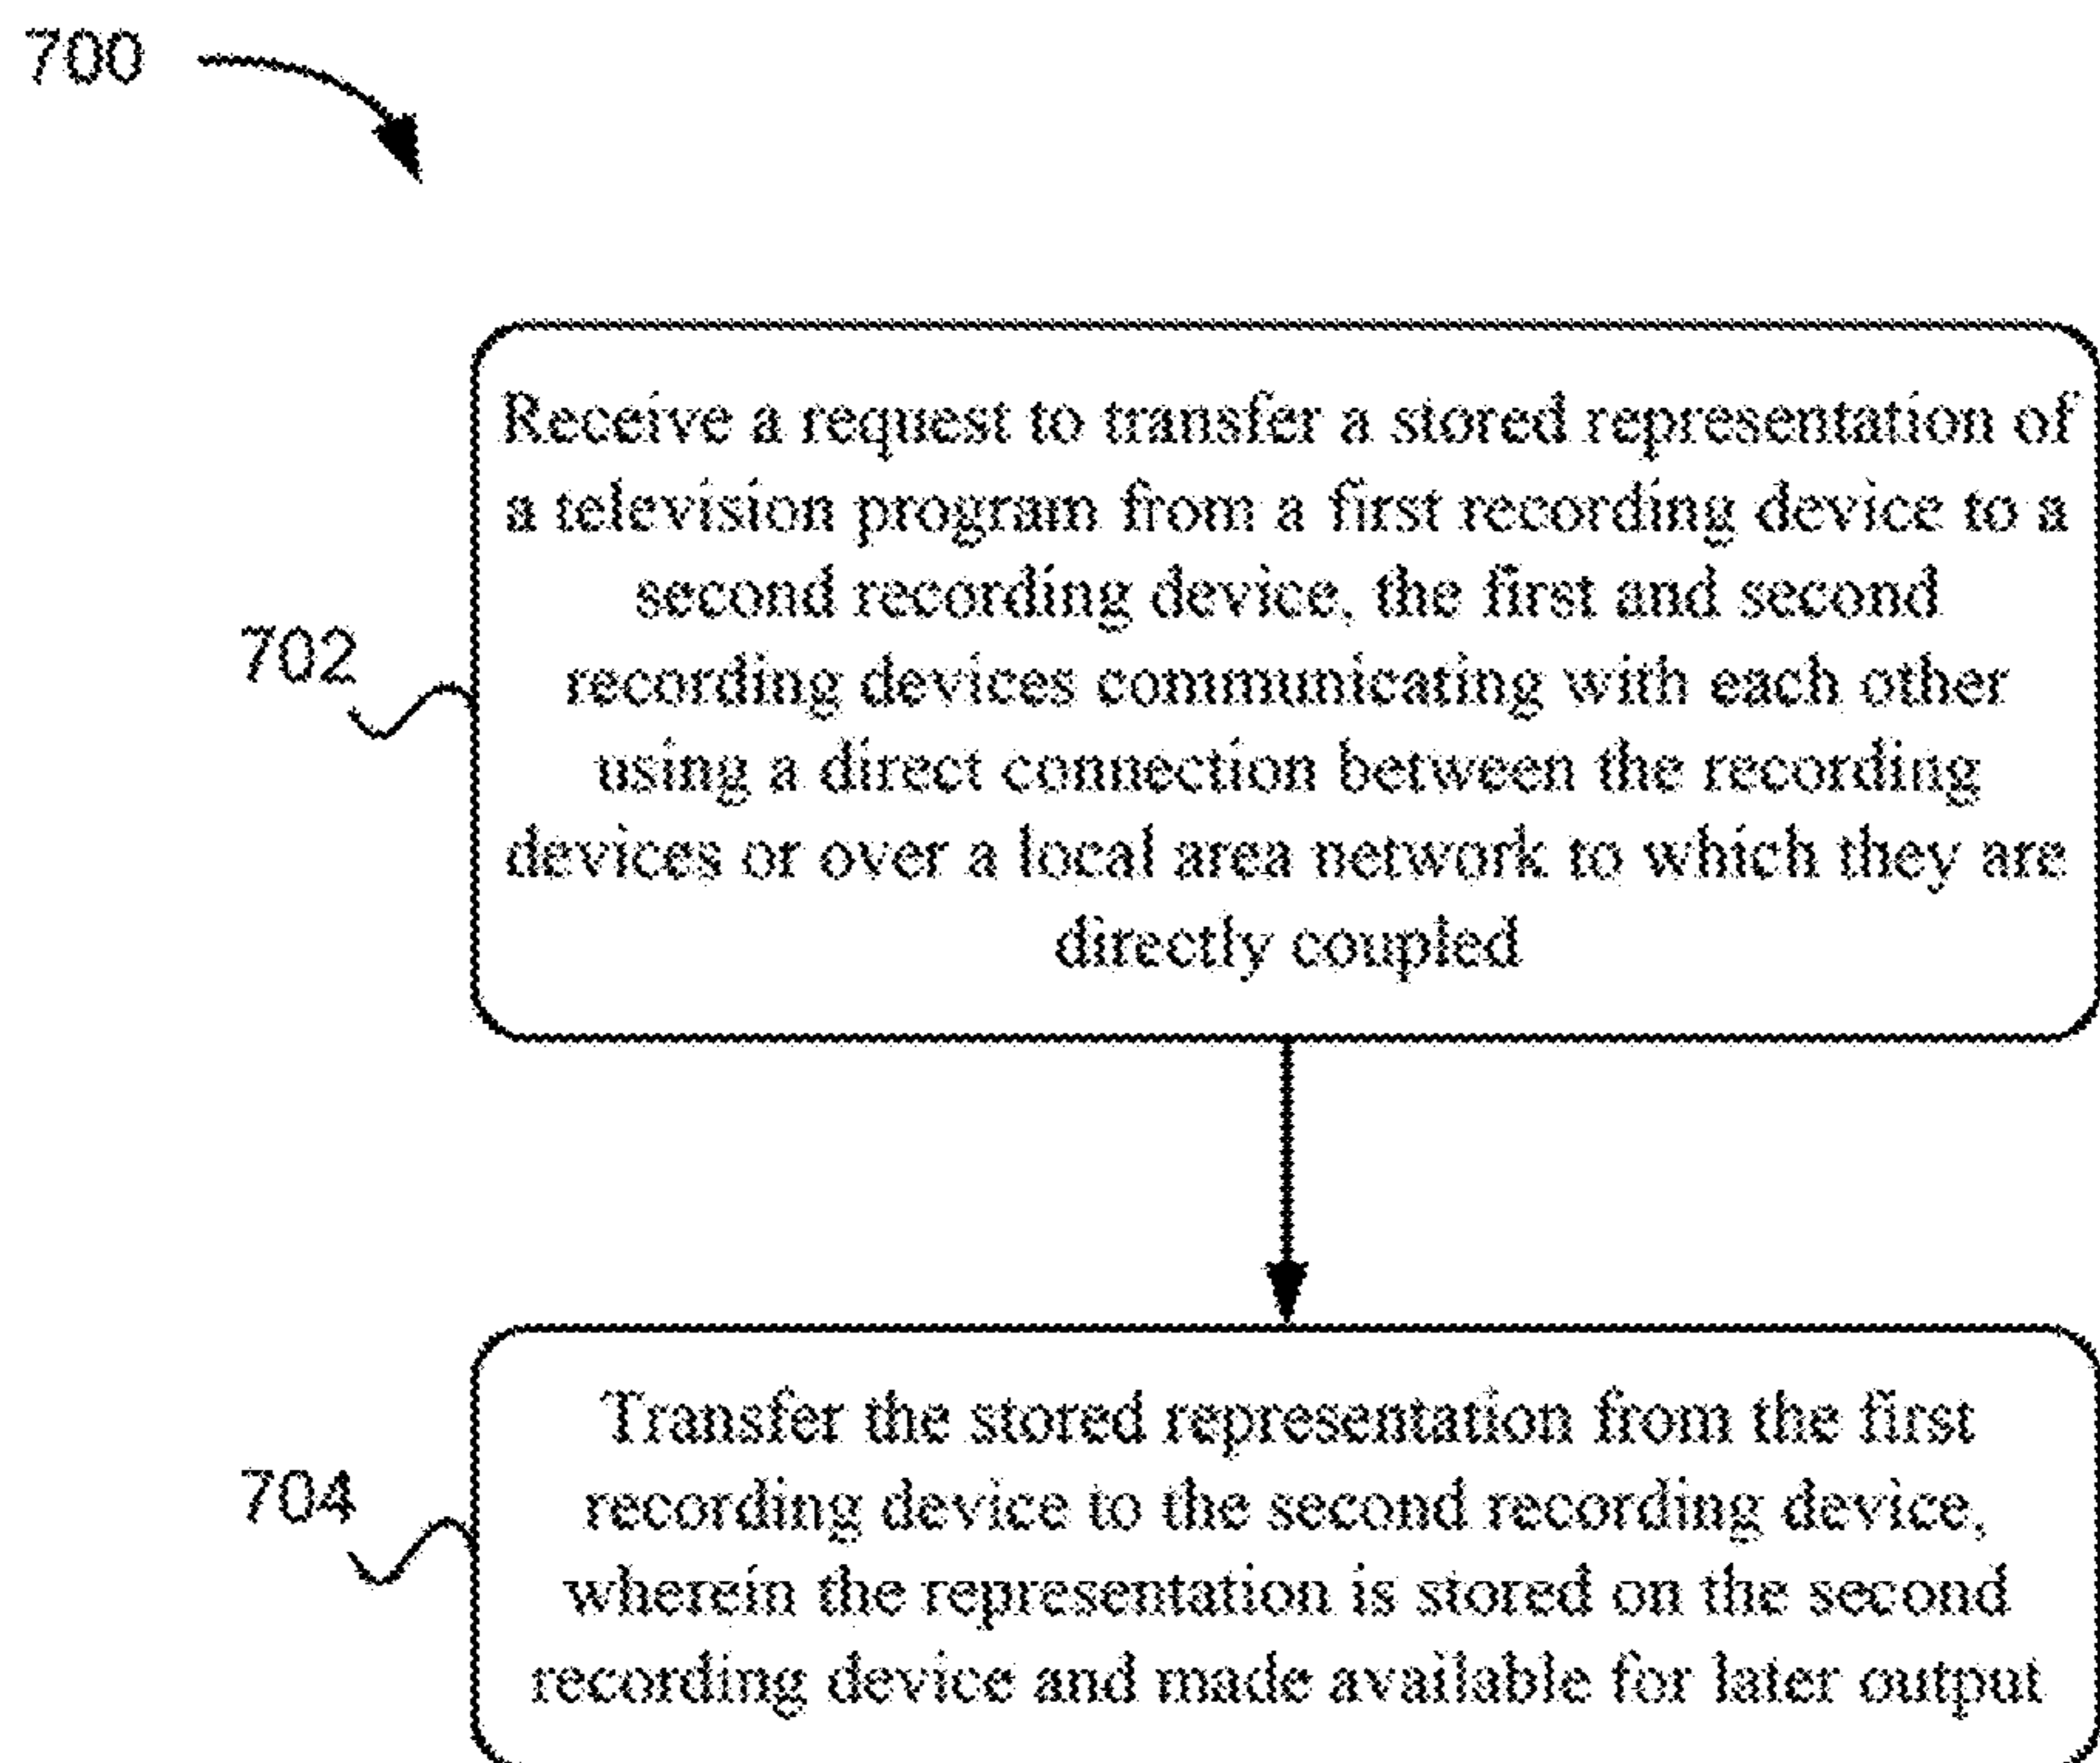 700
Receive a request to transfer a stored representation of
a television program from a first recording device to a
second recording device, the first and second
702
recording devices communicating with each other
using a direct connection between the recording
devices or over a local area network to which they are
directly coupled
Transfer the stored representation from the first
704
recording device to the second recording device,
wherein the representation is stored on the second
recording device and made available for later output